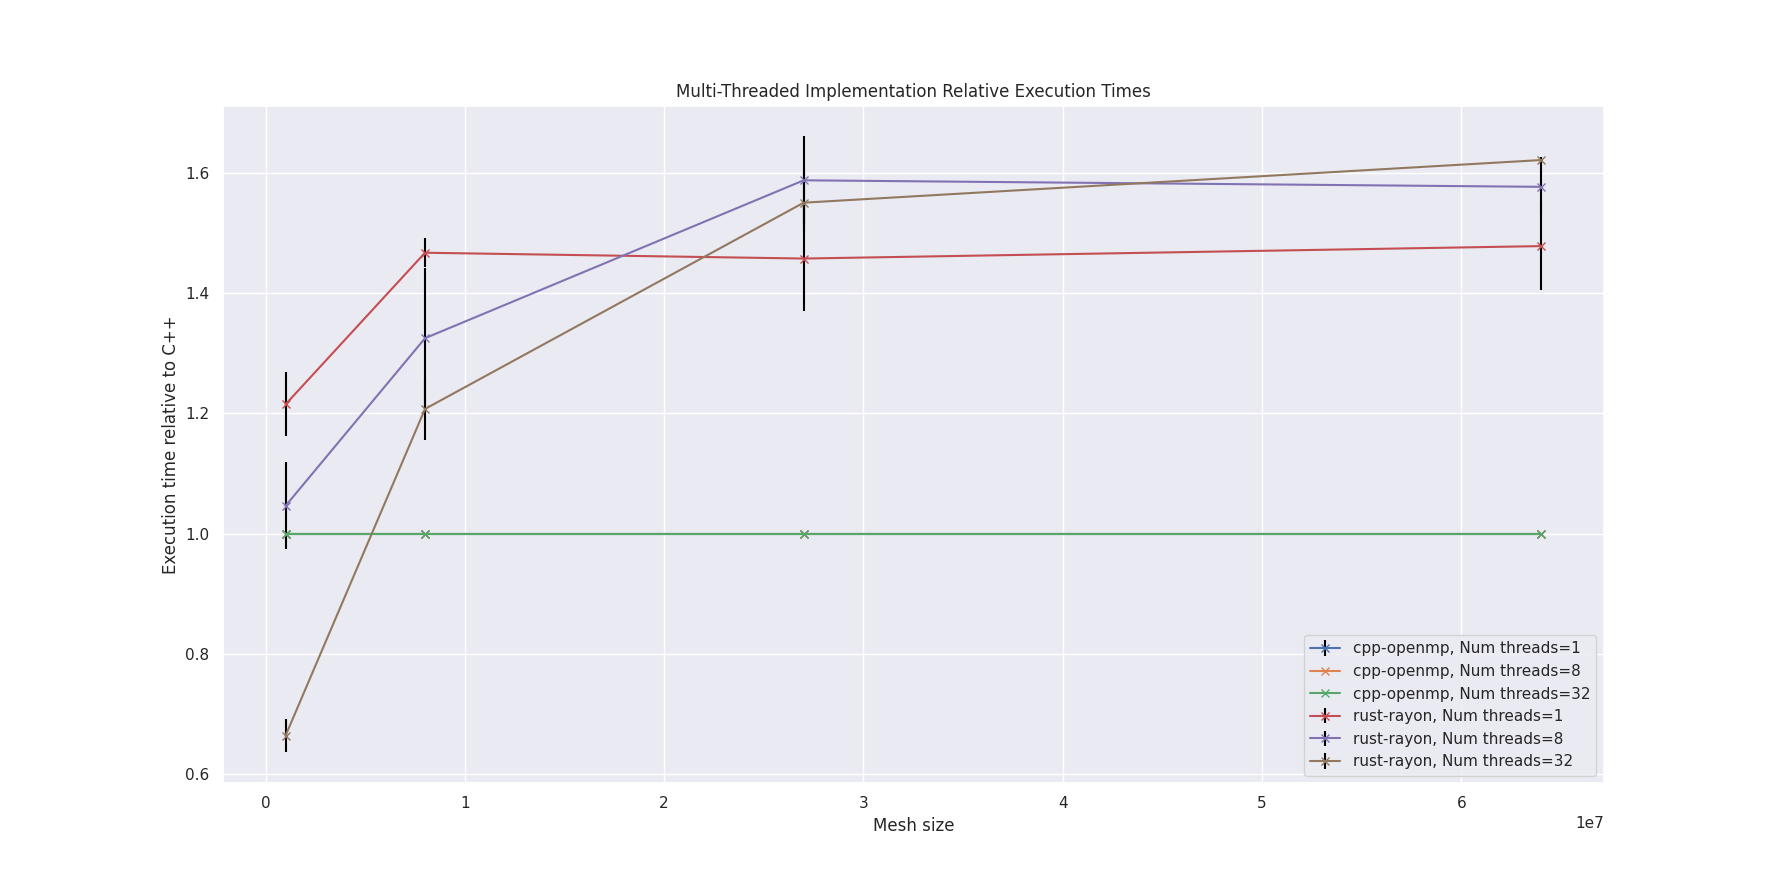 Multi-Threaded Implementation Relative Execution Times
Execution time relative to C++
1.6
1.4
1.2
1.0
0.8
0.6
cpp-openmp, Num threads=1
cpp-openmp, Num threads=8
cpp-openmp, Num threads=32
rust-rayon, Num threads=1
rust-rayon, Num threads=8
rust-rayon, Num threads=32
0 1 2 3 4 5 6
1e7
Mesh size